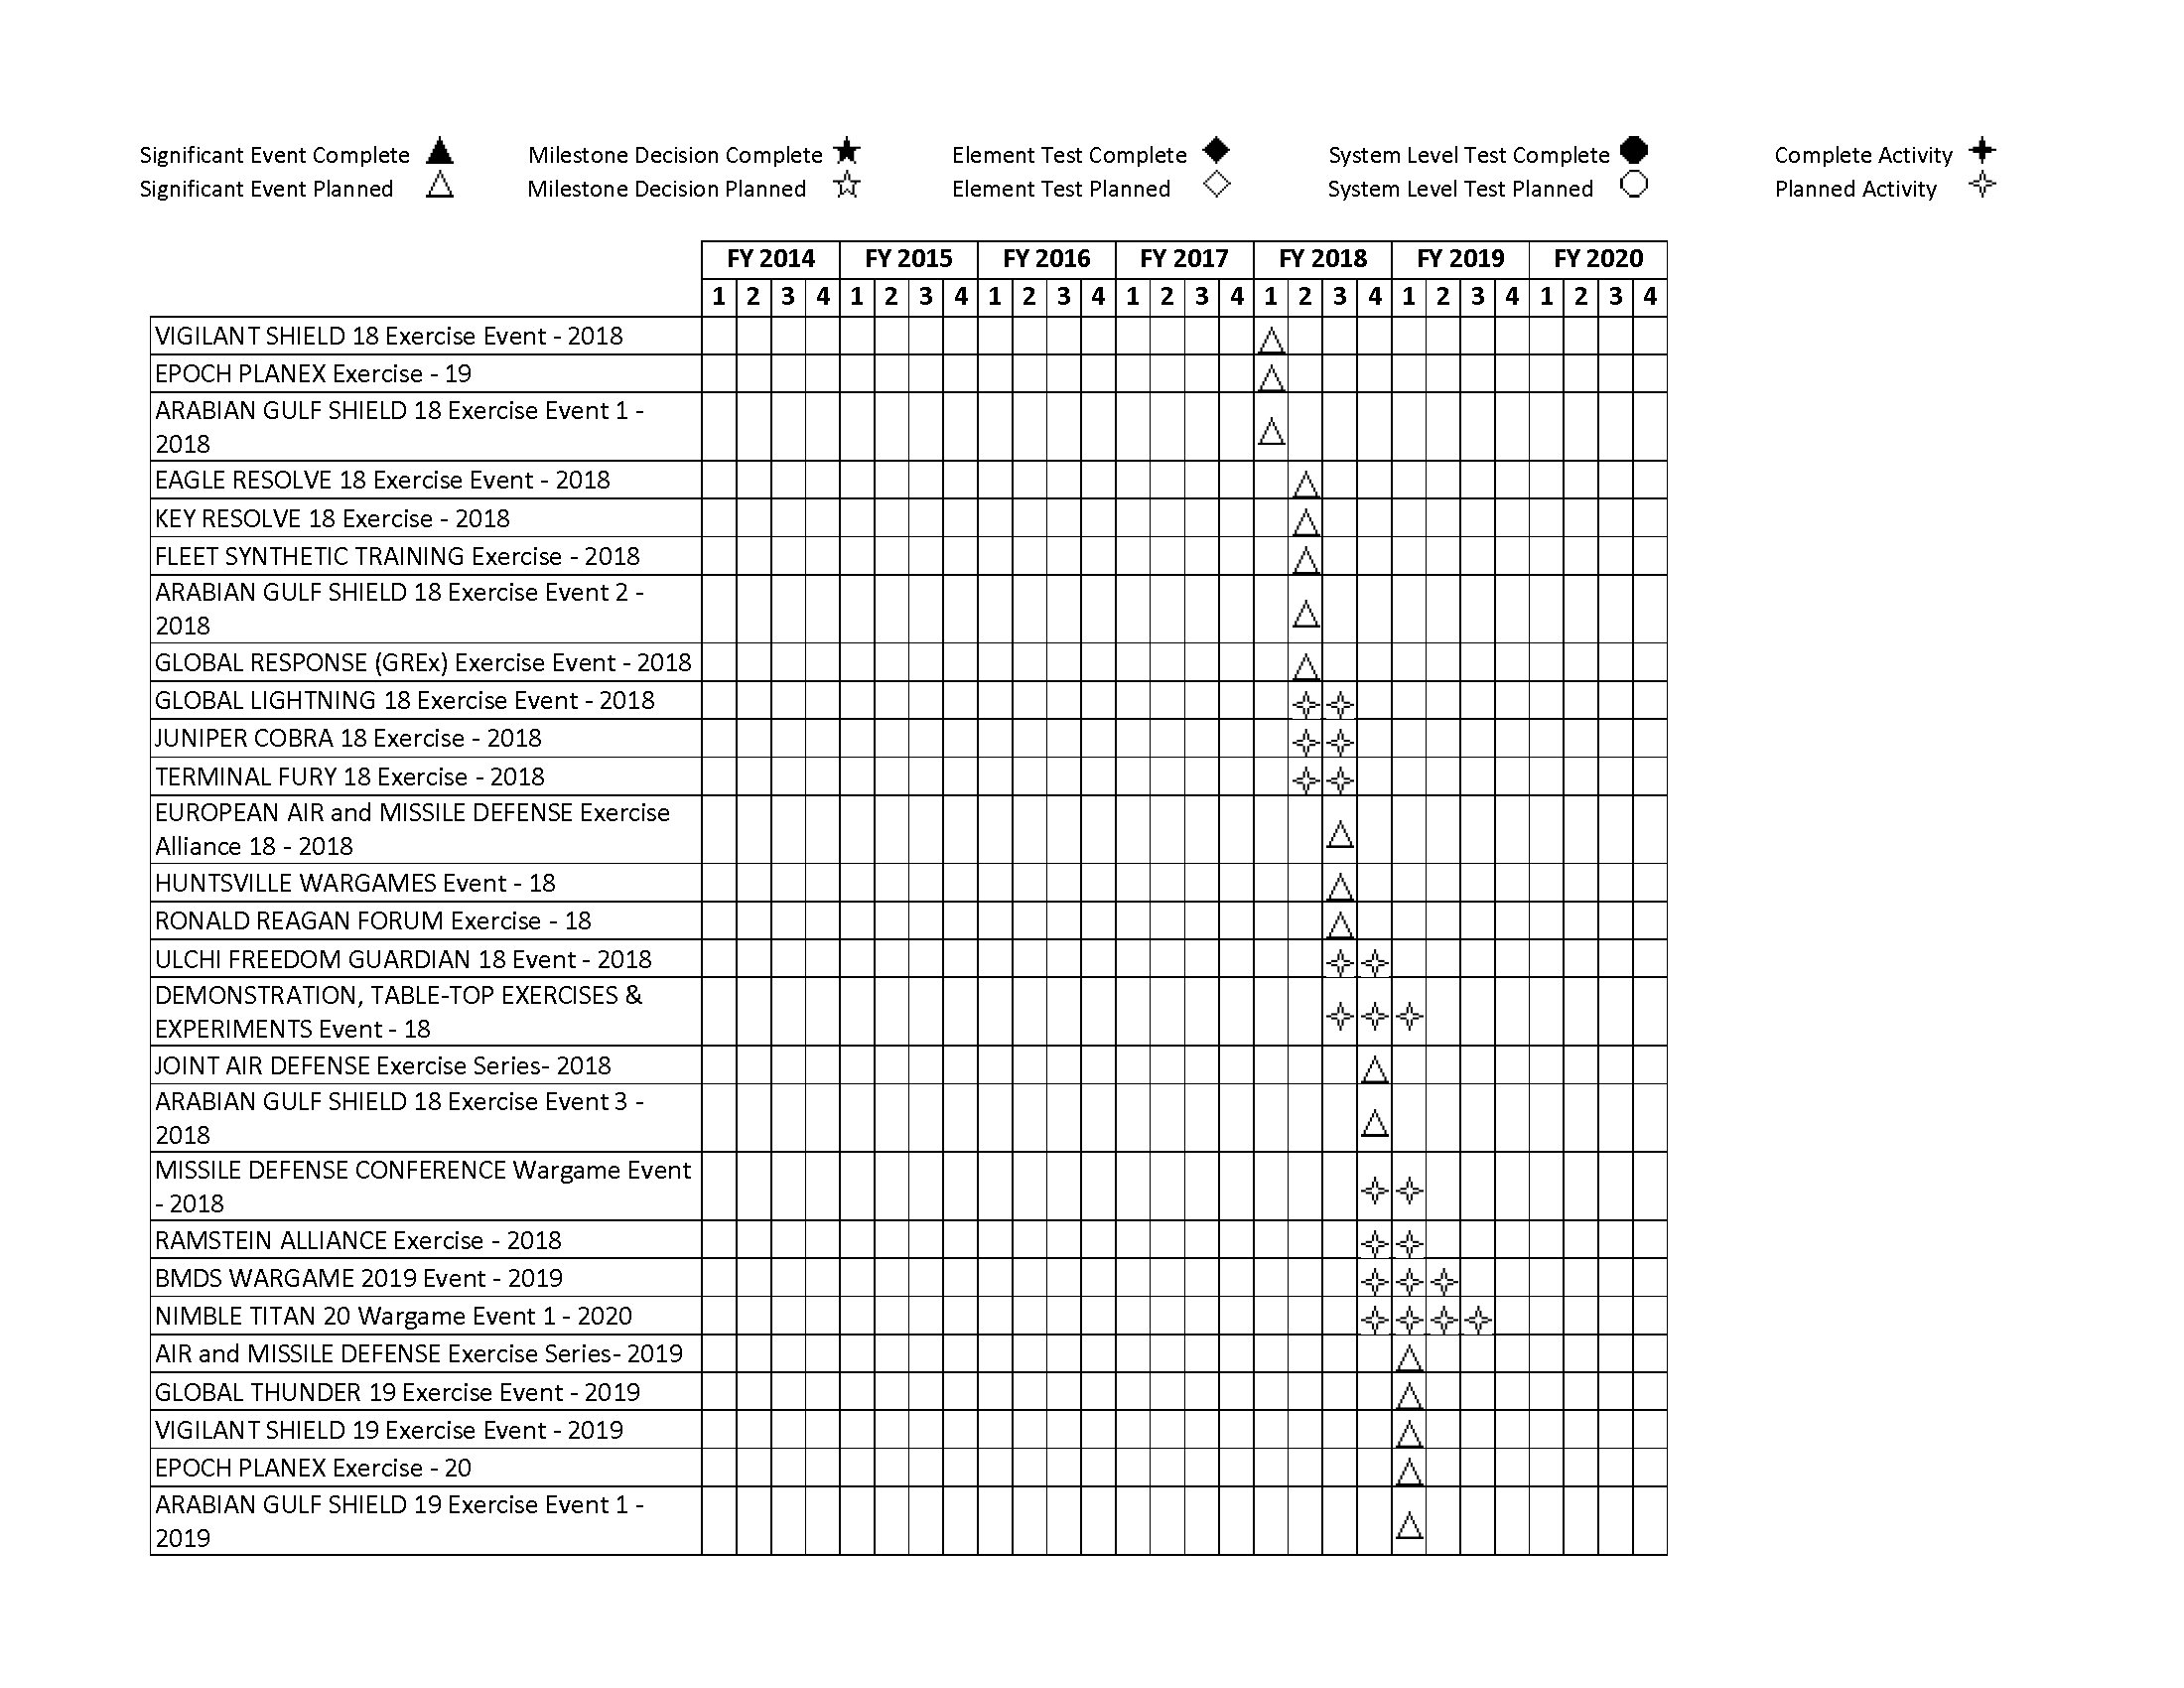 Significant Event Complete Milestone Decision Complete Element Test Complete System Level Test Complete Complete Activity
Significant Event Planned Milestone Decision Planned Element Test Planned System Level Test Planned Planned Activity
FY 2014 FY 2015 FY 2016 FY 2017 FY 2018 FY 2019 FY 2020
1 2 3 4 1 2 3 4 1 2 3 4 1 2 3 4 1 2 3 4 1 2 3 4 1 2 3 4
VIGILANT SHIELD 18 Exercise Event - 2018
EPOCH PLANEX Exercise - 19
ARABIAN GULF SHIELD 18 Exercise Event 1 -
2018
EAGLE RESOLVE 18 Exercise Event - 2018
KEY RESOLVE 18 Exercise - 2018
FLEET SYNTHETIC TRAINING Exercise - 2018
ARABIAN GULF SHIELD 18 Exercise Event 2 -
2018
GLOBAL RESPONSE (GREx) Exercise Event - 2018
GLOBAL LIGHTNING 18 Exercise Event - 2018
JUNIPER COBRA 18 Exercise - 2018
TERMINAL FURY 18 Exercise - 2018
EUROPEAN AIR and MISSILE DEFENSE Exercise
Alliance 18 - 2018
HUNTSVILLE WARGAMES Event - 18
RONALD REAGAN FORUM Exercise - 18
ULCHI FREEDOM GUARDIAN 18 Event - 2018
DEMONSTRATION, TABLE-TOP EXERCISES &
EXPERIMENTS Event - 18
JOINT AIR DEFENSE Exercise Series- 2018
ARABIAN GULF SHIELD 18 Exercise Event 3 -
2018
MISSILE DEFENSE CONFERENCE Wargame Event
- 2018
RAMSTEIN ALLIANCE Exercise - 2018
BMDS WARGAME 2019 Event - 2019
NIMBLE TITAN 20 Wargame Event 1 - 2020
AIR and MISSILE DEFENSE Exercise Series- 2019
GLOBAL THUNDER 19 Exercise Event - 2019
VIGILANT SHIELD 19 Exercise Event - 2019
EPOCH PLANEX Exercise - 20
ARABIAN GULF SHIELD 19 Exercise Event 1 -
2019